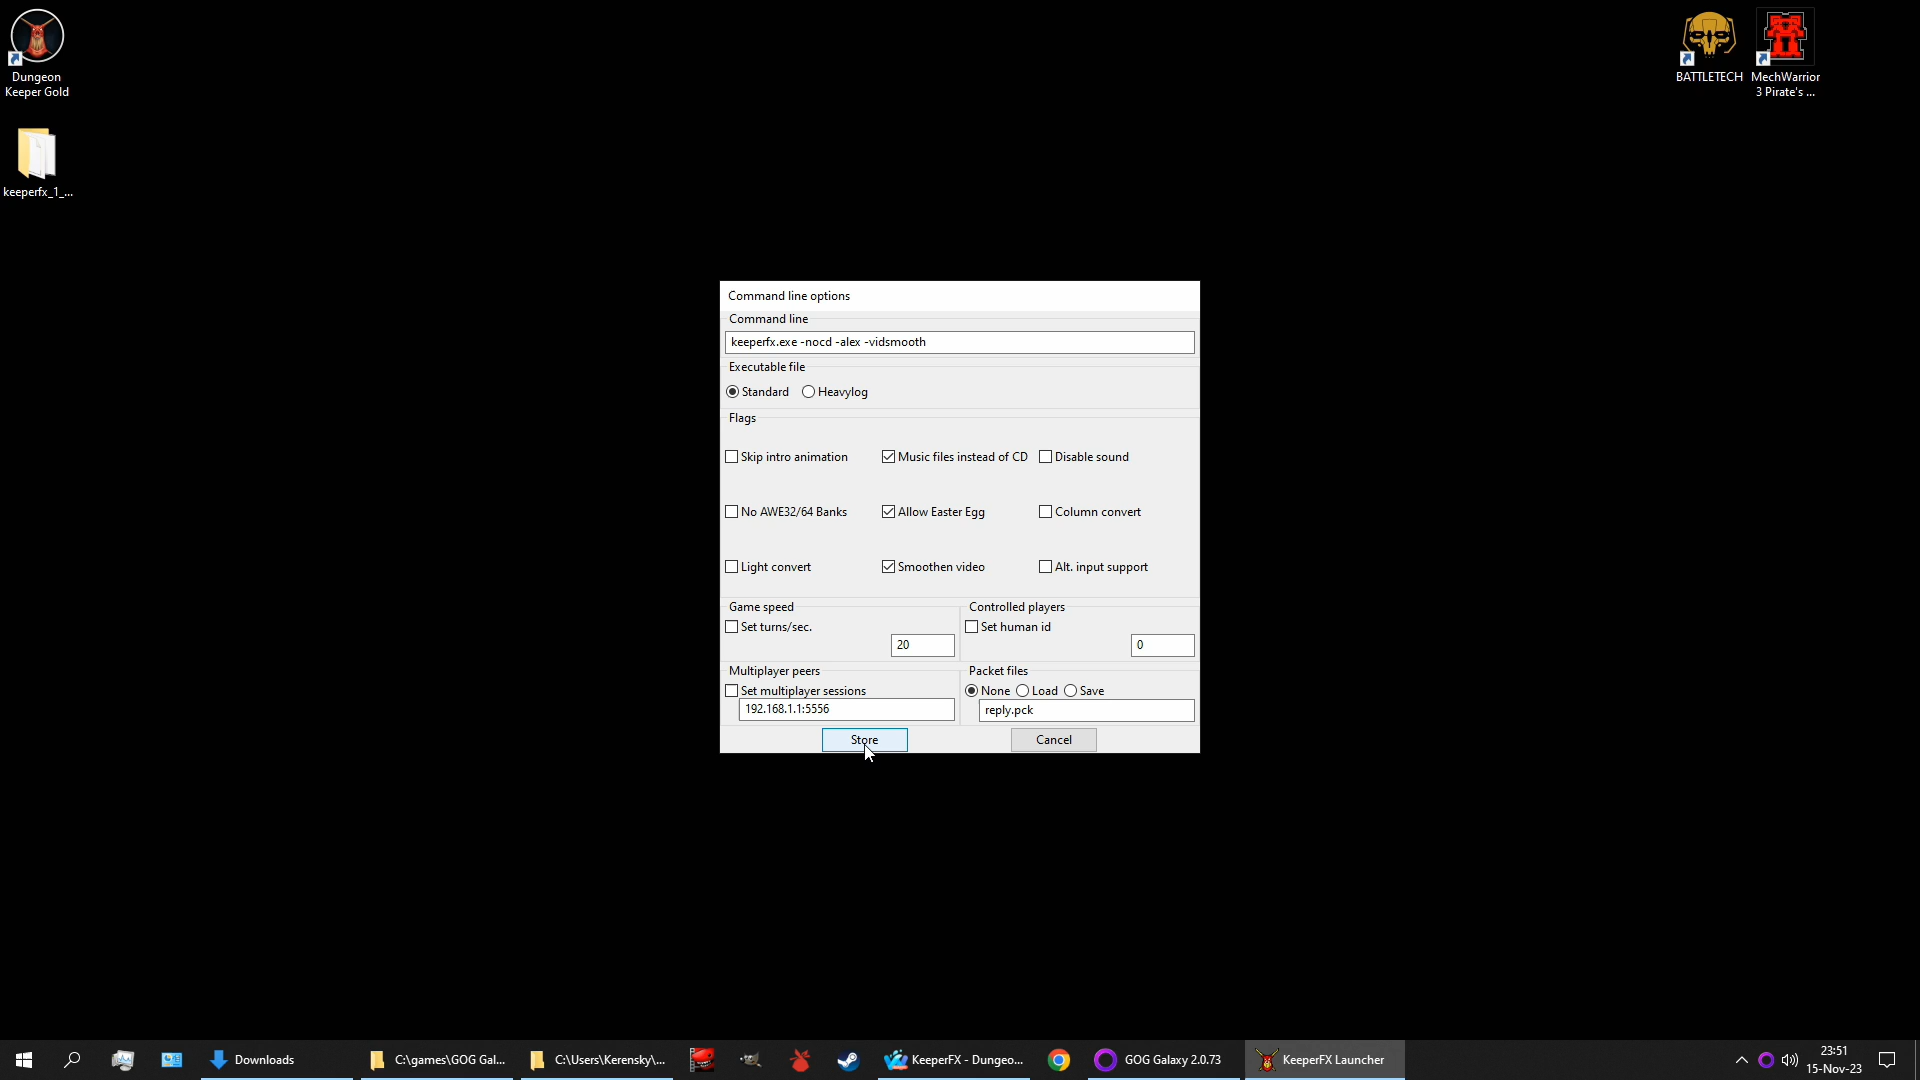 Dungeon
Keeper Gold
keeperfx_1_...
BATTLETECH
MechWarrior
3 Pirate's ...
Command line options
Command line
keeperfx.exe -nocd -alex -vidsmooth
Executable file
Standard Heavylog
Flags
Skip intro animation Music files instead of CD Disable sound
No AWE32/64 Banks Allow Easter Egg Column convert
Light convert Smoothen video Alt. input support
Game speed Controlled players
Set turns/sec. Set human id
20 0
Multiplayer peers Packet files
Set multiplayer sessions None Load Save
192.168.1.1:5556 reply.pck
Store Cancel
Downloads C:\games\GOG Gal... C:\Users\Kerensky\... KeeperFX - Dungeo... GOG Galaxy 2.0.73 KeeperFX Launcher
23:51
15-Nov-23